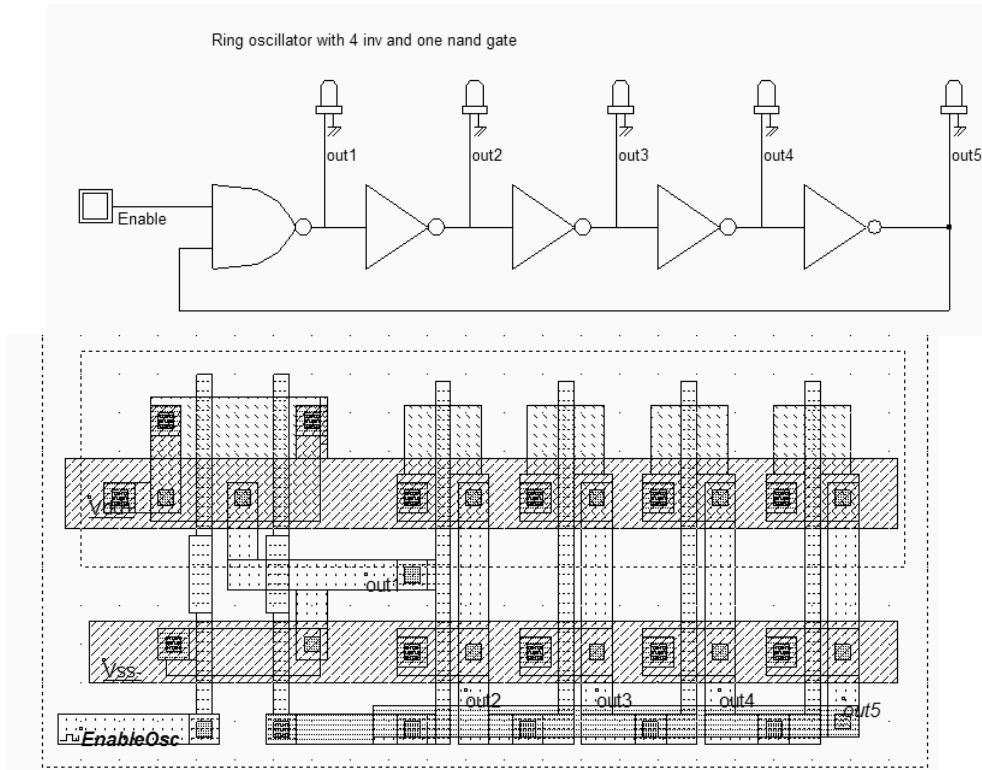 Ring oscillator with 4 inv and one nand gate
out1
out2
out3
out4
out5
Enable
Vdd
out1
Vss-
out2
out3
out4
out5
EnableOsc